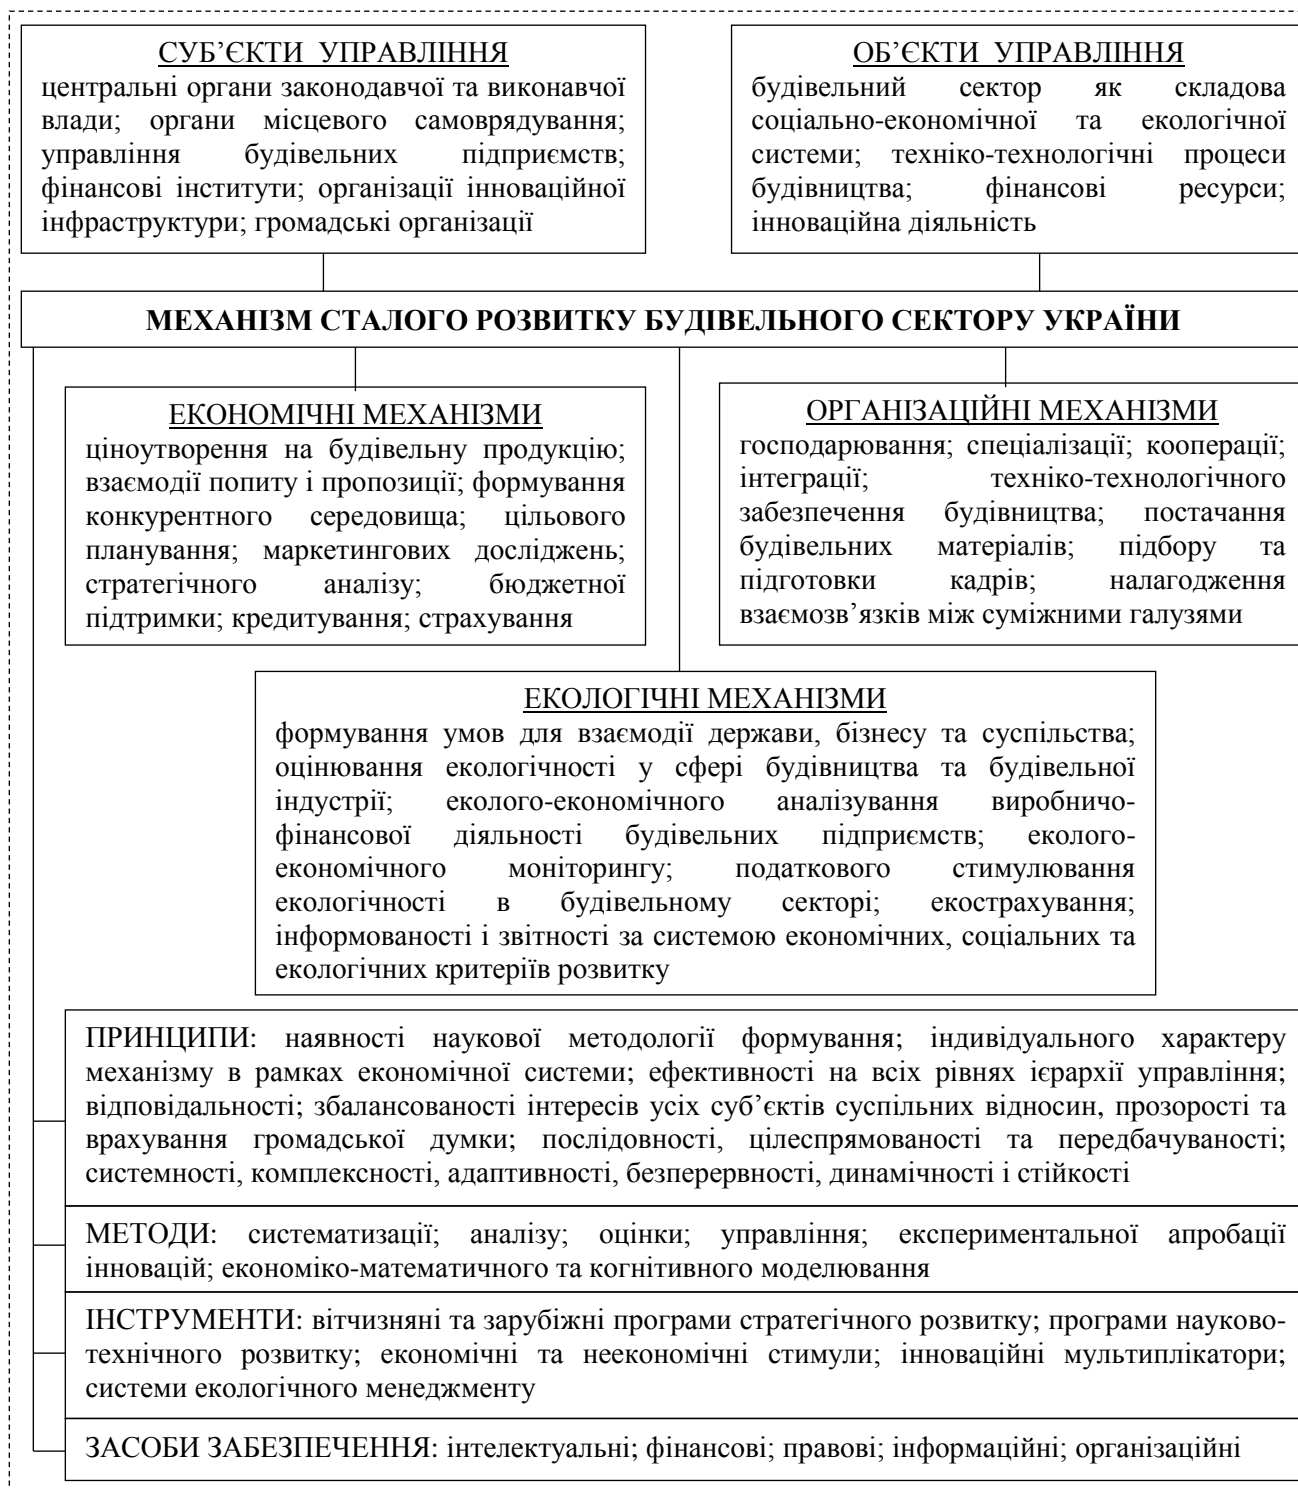 СУБ’ЄКТИ УПРАВЛІННЯ
центральні органи законодавчої та виконавчої
влади; органи місцевого самоврядування;
управління будівельних підприємств;
фінансові інститути; організації інноваційної
інфраструктури; громадські організації
ОБ’ЄКТИ УПРАВЛІННЯ
будівельний сектор як складова
соціально-економічної та екологічної
системи; техніко-технологічні процеси
будівництва; фінансові ресурси;
інноваційна діяльність
МЕХАНІЗМ СТАЛОГО РОЗВИТКУ БУДІВЕЛЬНОГО СЕКТОРУ УКРАЇНИ
ЕКОНОМІЧНІ МЕХАНІЗМИ
ціноутворення на будівельну продукцію;
взаємодії попиту і пропозиції; формування
конкурентного середовища; цільового
планування; маркетингових досліджень;
стратегічного аналізу; бюджетної
підтримки; кредитування; страхування
ОРГАНІЗАЦІЙНІ МЕХАНІЗМИ
господарювання; спеціалізації; кооперації;
інтеграції; техніко-технологічного
забезпечення будівництва; постачання
будівельних матеріалів; підбору та
підготовки кадрів; налагодження
взаємозв’язків між суміжними галузями
ЕКОЛОГІЧНІ МЕХАНІЗМИ
формування умов для взаємодії держави, бізнесу та суспільства;
оцінювання екологічності у сфері будівництва та будівельної
індустрії; еколого-економічного аналізування виробничо-
фінансової діяльності будівельних підприємств; еколого-
економічного моніторингу; податкового стимулювання
екологічності в будівельному секторі; екострахування;
інформованості і звітності за системою економічних, соціальних та
екологічних критеріїв розвитку
ПРИНЦИПИ: наявності наукової методології формування; індивідуального характеру
механізму в рамках економічної системи; ефективності на всіх рівнях ієрархії управління;
відповідальності; збалансованості інтересів усіх суб’єктів суспільних відносин, прозорості та
врахування громадської думки; послідовності, цілеспрямованості та передбачуваності;
системності, комплексності, адаптивності, безперервності, динамічності і стійкості
МЕТОДИ: систематизації; аналізу; оцінки; управління; експериментальної апробації
інновацій; економіко-математичного та когнітивного моделювання
ІНСТРУМЕНТИ: вітчизняні та зарубіжні програми стратегічного розвитку; програми науково-
технічного розвитку; економічні та неекономічні стимули; інноваційні мультиплікатори;
системи екологічного менеджменту
ЗАСОБИ ЗАБЕЗПЕЧЕННЯ: інтелектуальні; фінансові; правові; інформаційні; організаційні